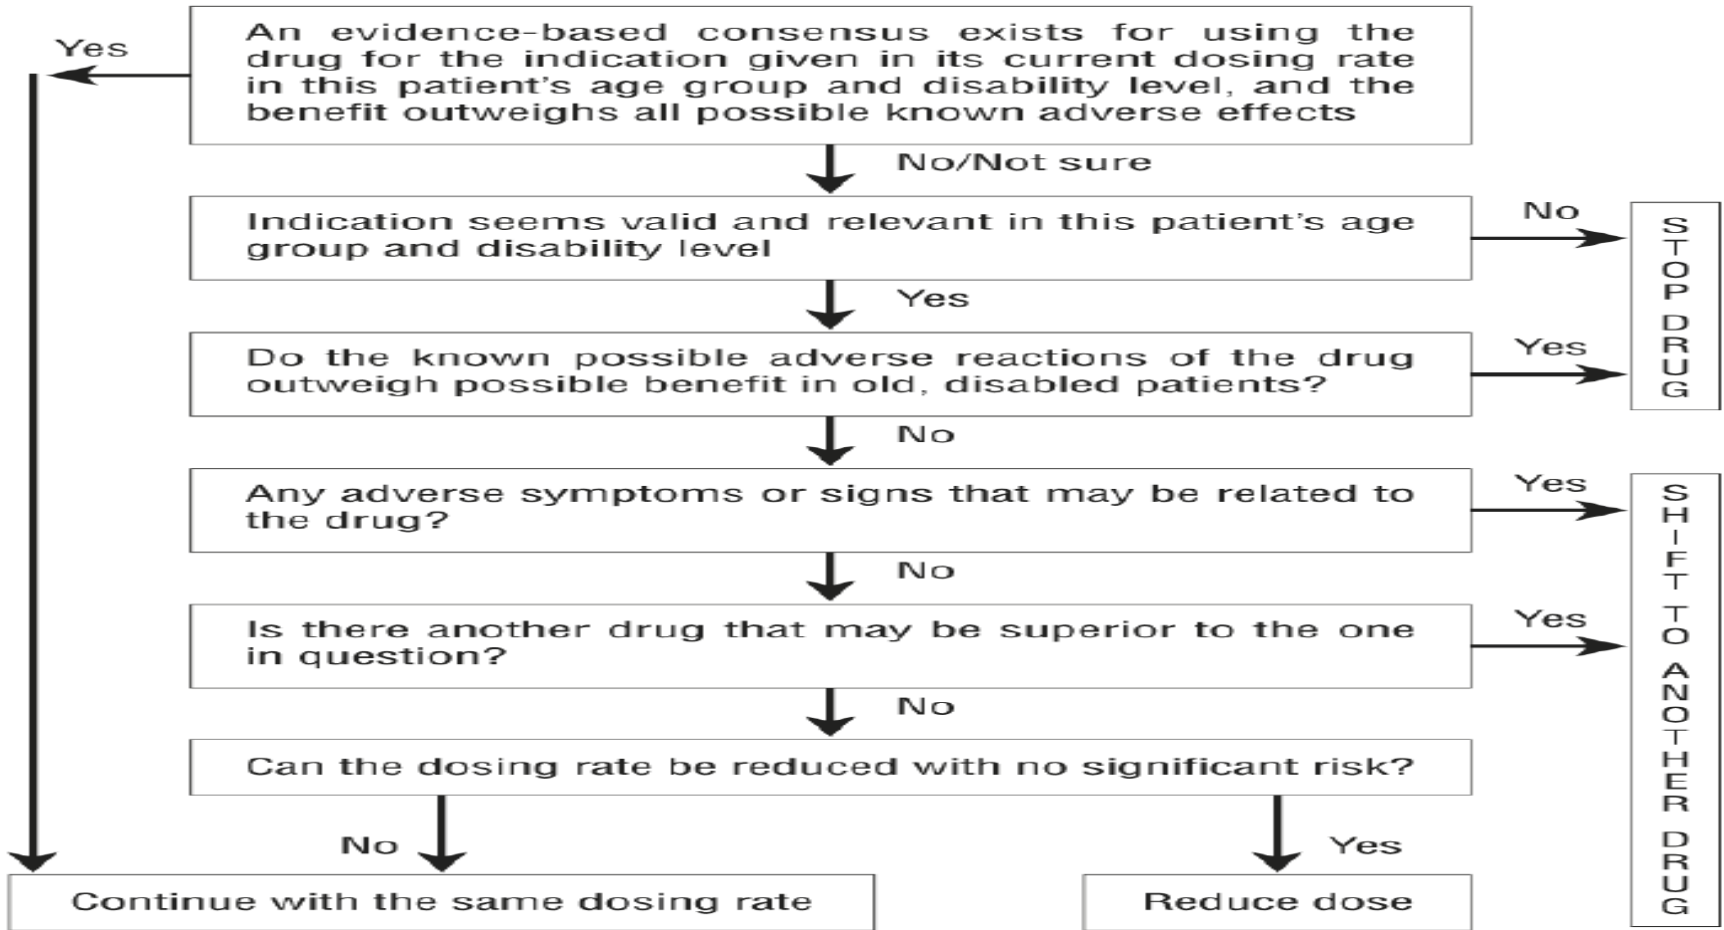 Yes
An evidence-based consensus exists for using the
drug for the indication given in its current dosing rate
in this patient's age group and disability level, and the
benefit outweighs all possible known adverse effects
No/Not sure
Indication seems valid and relevant in this patient's age
group and disability level
No
STOP DRUG
Yes
Do the known possible adverse reactions of the drug
outweigh possible benefit in old, disabled patients?
Yes
No
Any adverse symptoms or signs that may be related to
the drug?
Yes
SHIFT TO ANOTHER DRUG
No
Is there another drug that may be superior to the one
in question?
Yes
No
Can the dosing rate be reduced with no significant risk?
No
Yes
Continue with the same dosing rate
Reduce dose